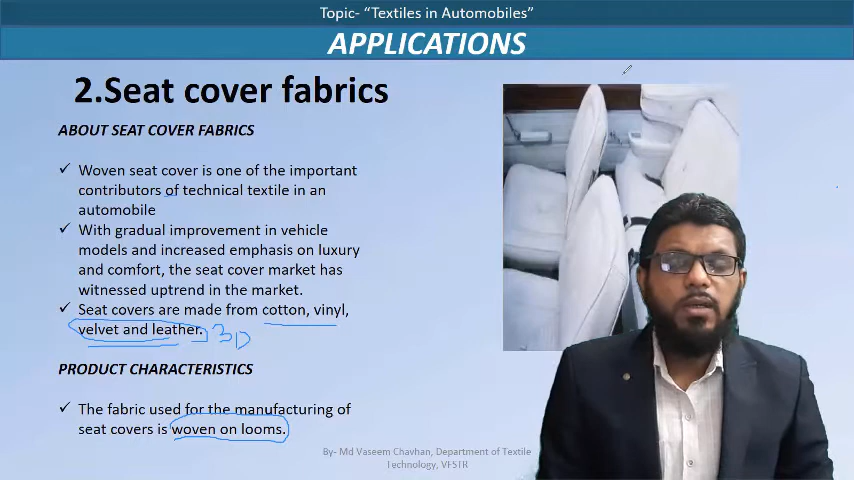 Topic- “Textiles in Automobiles”
APPLICATIONS
2.Seat cover fabrics
ABOUT SEAT COVER FABRICS
✓ Woven seat cover is one of the important
contributors of technical textile in an
automobile
✓ With gradual improvement in vehicle
models and increased emphasis on luxury
and comfort, the seat cover market has
witnessed uptrend in the market.
✓ Seat covers are made from cotton, vinyl,
velvet and leather. 3D
PRODUCT CHARACTERISTICS
✓ The fabric used for the manufacturing of
seat covers is woven on looms.
By- Md Vaseem Chavhan, Department of Textile
Technology, VFSTR